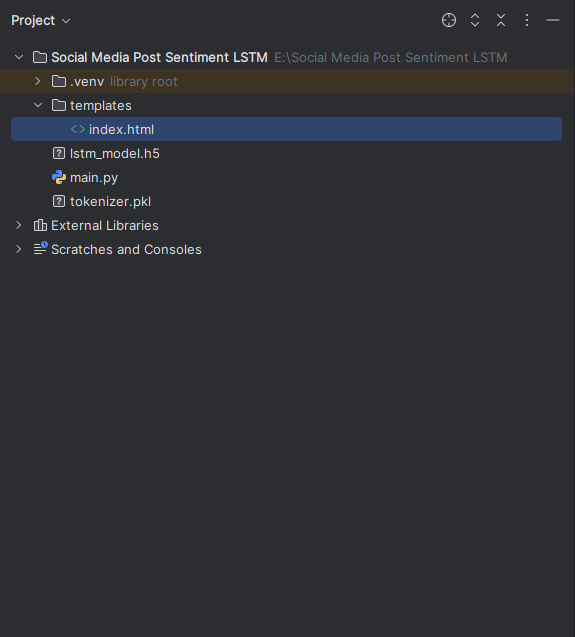 Project
Social Media Post Sentiment LSTM E:\Social Media Post Sentiment LSTM
.venv library root
templates
<> index.html
lstm_model.h5
main.py
tokenizer.pkl
External Libraries
Scratches and Consoles